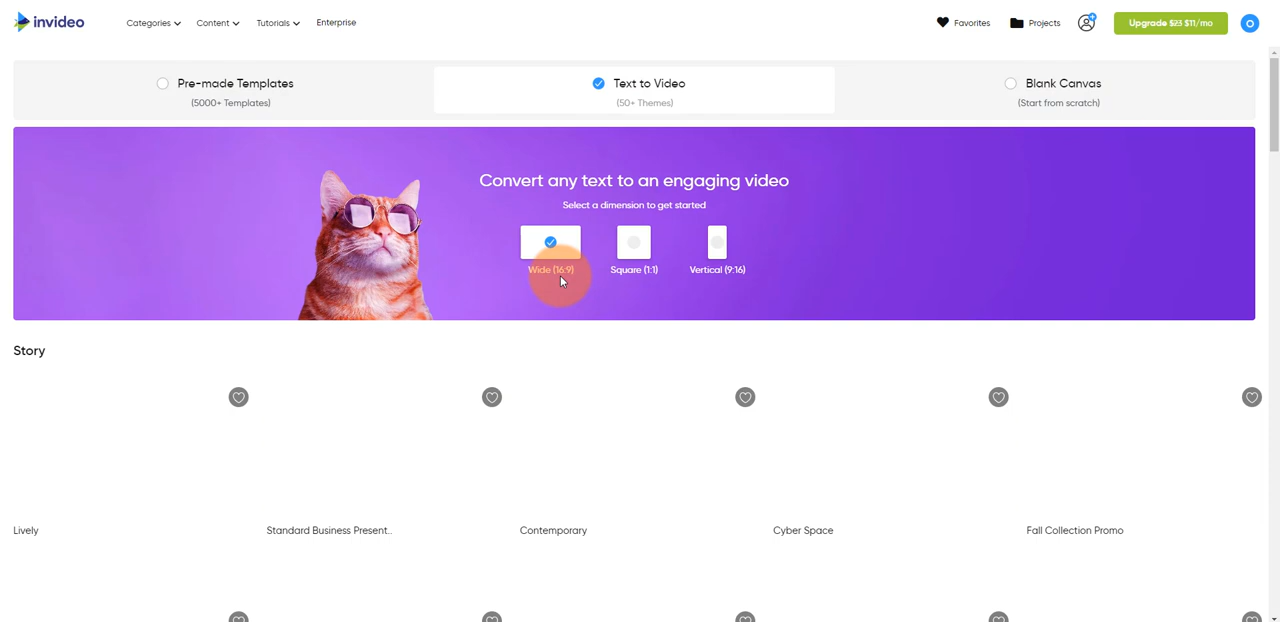 invideo
Categories Content Tutorials Enterprise Favorites Projects Upgrade $23 $11/mo O
Pre-made Templates
(5000+ Templates)
Text to Video
(50+ Themes)
Blank Canvas
(Start from scratch)
Convert any text to an engaging video
Select a dimension to get started
Wide (16:9) Square (1:1) Vertical (9:16)
Story
Lively Standard Business Present.. Contemporary Cyber Space Fall Collection Promo